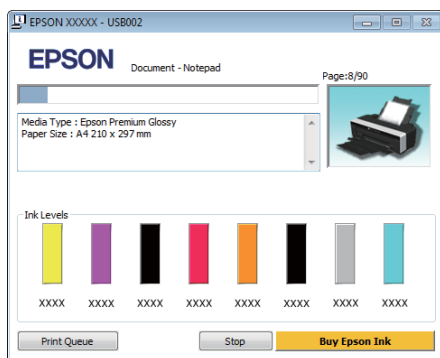 EPSON XXXXX - USB002
EPSON
Document - Notepad
Page:8/90
Media Type : Epson Premium Glossy
Paper Size : A4 210 x 297 mm
Ink Levels
XXXX XXXX XXXX XXXX XXXX XXXX XXXX XXXX
Print Queue Stop Buy Epson Ink